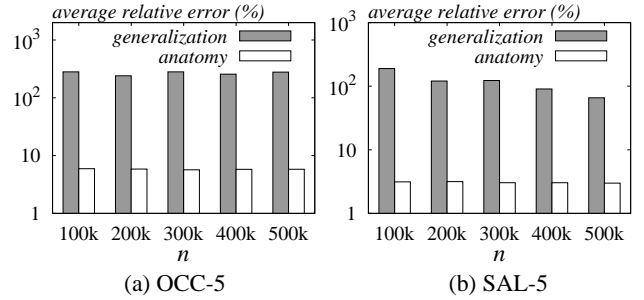 average relative error (%)
10³
generalization
anatomy
10²
10
1
100k 200k 300k 400k 500k
n
(a) OCC-5
average relative error (%)
10³
generalization
anatomy
10²
10
1
100k 200k 300k 400k 500k
n
(b) SAL-5